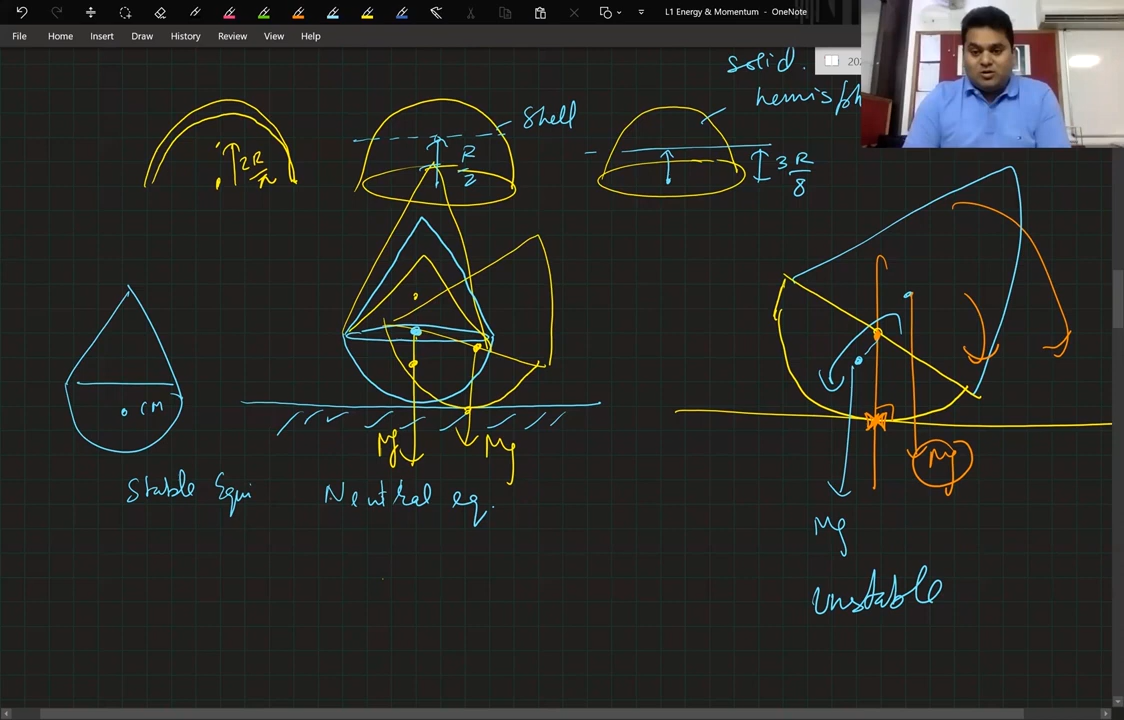 L1 Energy & Momentum - OneNote
File Home Insert Draw History Review View Help
solid.
Shell
2R/π
R/2
3R/8
CM
Mg
Mg
Mg
Mg
Stable Equi
Neutral eq.
unstable